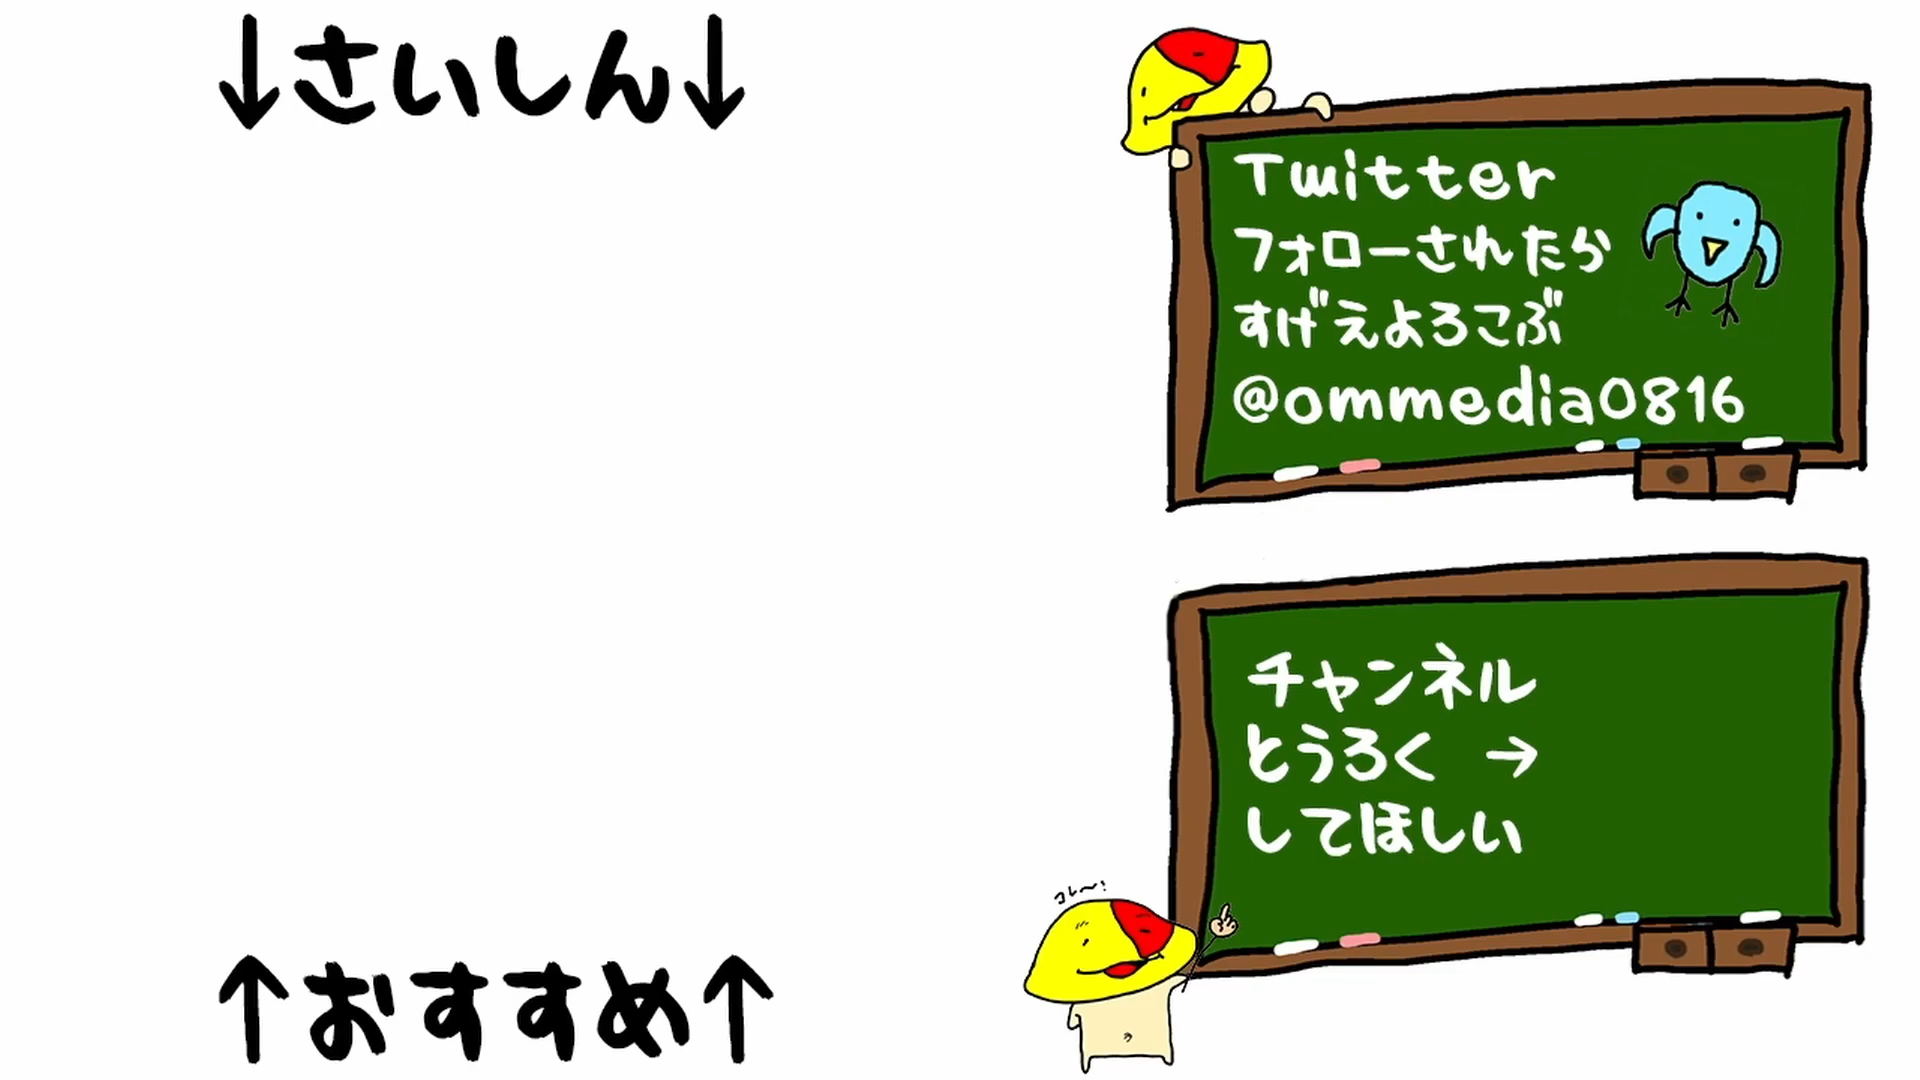 ↓さいしん↓
Twitter
フォローされたら
すげえよろこぶ
@ommedia0816
チャンネル
とうろく →
してほしい
コレ〜!
↑おすすめ↑